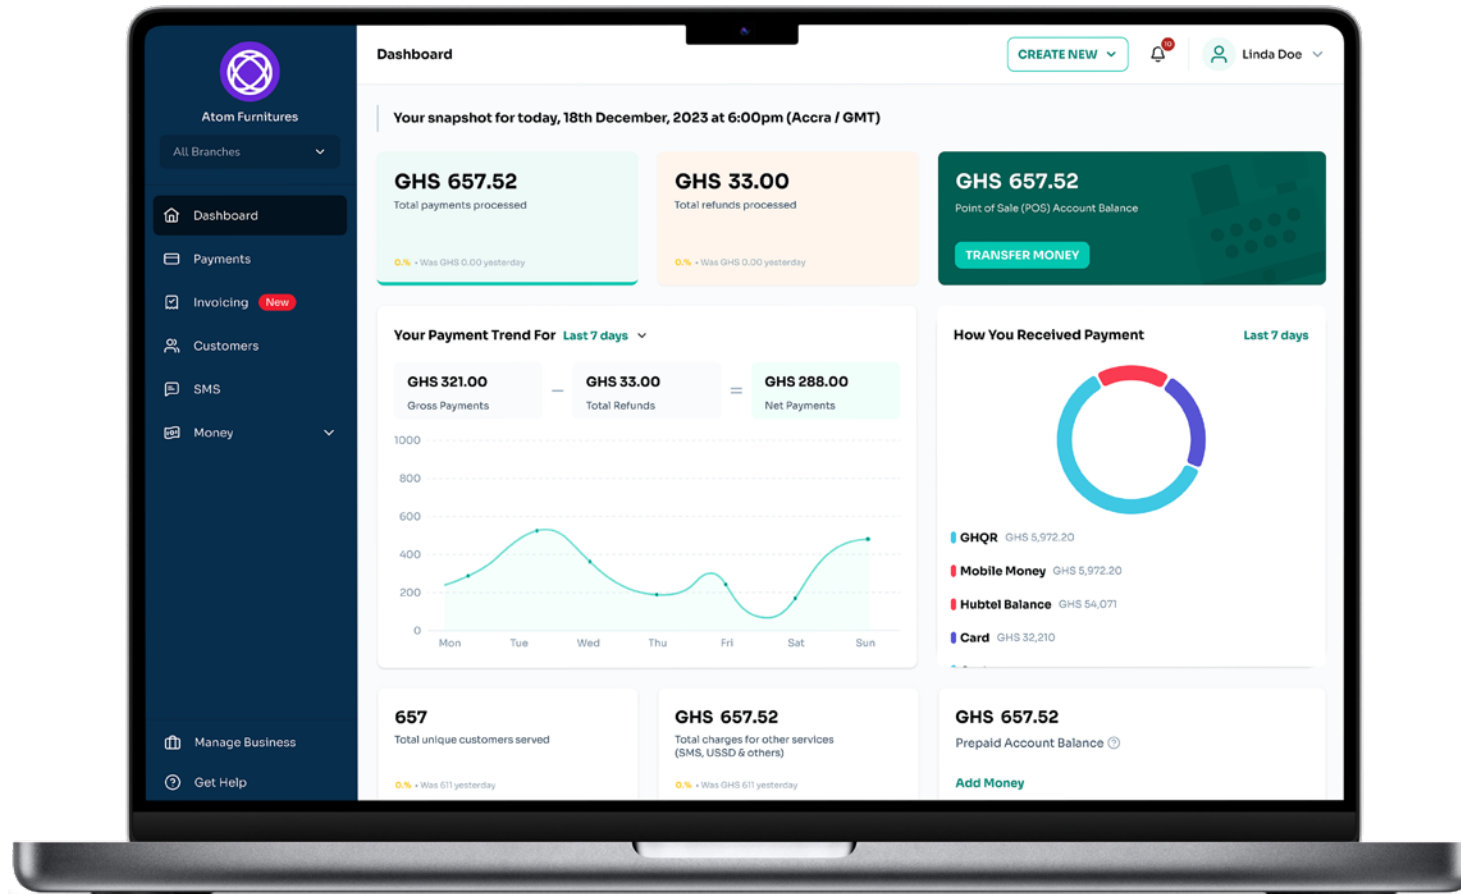 Atom Furnitures
All Branches
Dashboard
Payments
Invoicing New
Customers
SMS
Money
Manage Business
Get Help
Dashboard
CREATE NEW
10
Linda Doe
Your snapshot for today, 18th December, 2023 at 6:00pm (Accra / GMT)
GHS 657.52
Total payments processed
0.% • Was GHS 0.00 yesterday
GHS 33.00
Total refunds processed
0.% • Was GHS 0.00 yesterday
GHS 657.52
Point of Sale (POS) Account Balance
TRANSFER MONEY
Your Payment Trend For Last 7 days
GHS 321.00
Gross Payments
—
GHS 33.00
Total Refunds
=
GHS 288.00
Net Payments
1000
800
600
400
200
0
Mon Tue Wed Thu Fri Sat Sun
How You Received Payment Last 7 days
GHQR GHS 5,972.20
Mobile Money GHS 5,972.20
Hubtel Balance GHS 54,071
Card GHS 32,210
657
Total unique customers served
0.% • Was 611 yesterday
GHS 657.52
Total charges for other services
(SMS, USSD & others)
0.% • Was GHS 611 yesterday
GHS 657.52
Prepaid Account Balance ?
Add Money